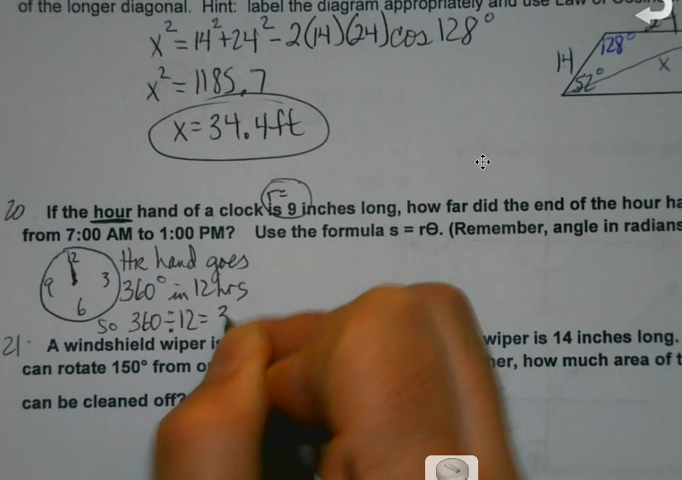 of the longer diagonal. Hint: label the diagram appropriately and use Law of
x² = 14² + 24² - 2(14)(24) cos 128°
x² = 1185.7
x = 34.4 ft
24
128°
14
x
52°
r=
20 If the hour hand of a clock is 9 inches long, how far did the end of the hour
from 7:00 AM to 1:00 PM? Use the formula s = rΘ. (Remember, angle in radians
12
9
3
6
the hand goes
360° in 12 hrs
so 360÷12= 3
21. A windshield wiper wiper is 14 inches long.
can rotate 150° from how much area of
can be cleaned off?